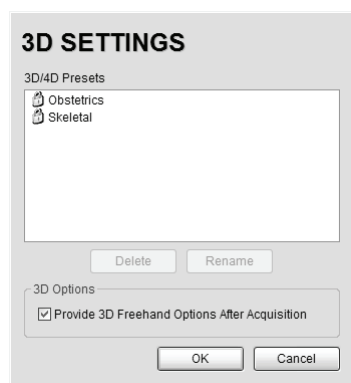 3D SETTINGS
3D/4D Presets
Obstetrics
Skeletal
Delete Rename
3D Options
Provide 3D Freehand Options After Acquisition
OK Cancel